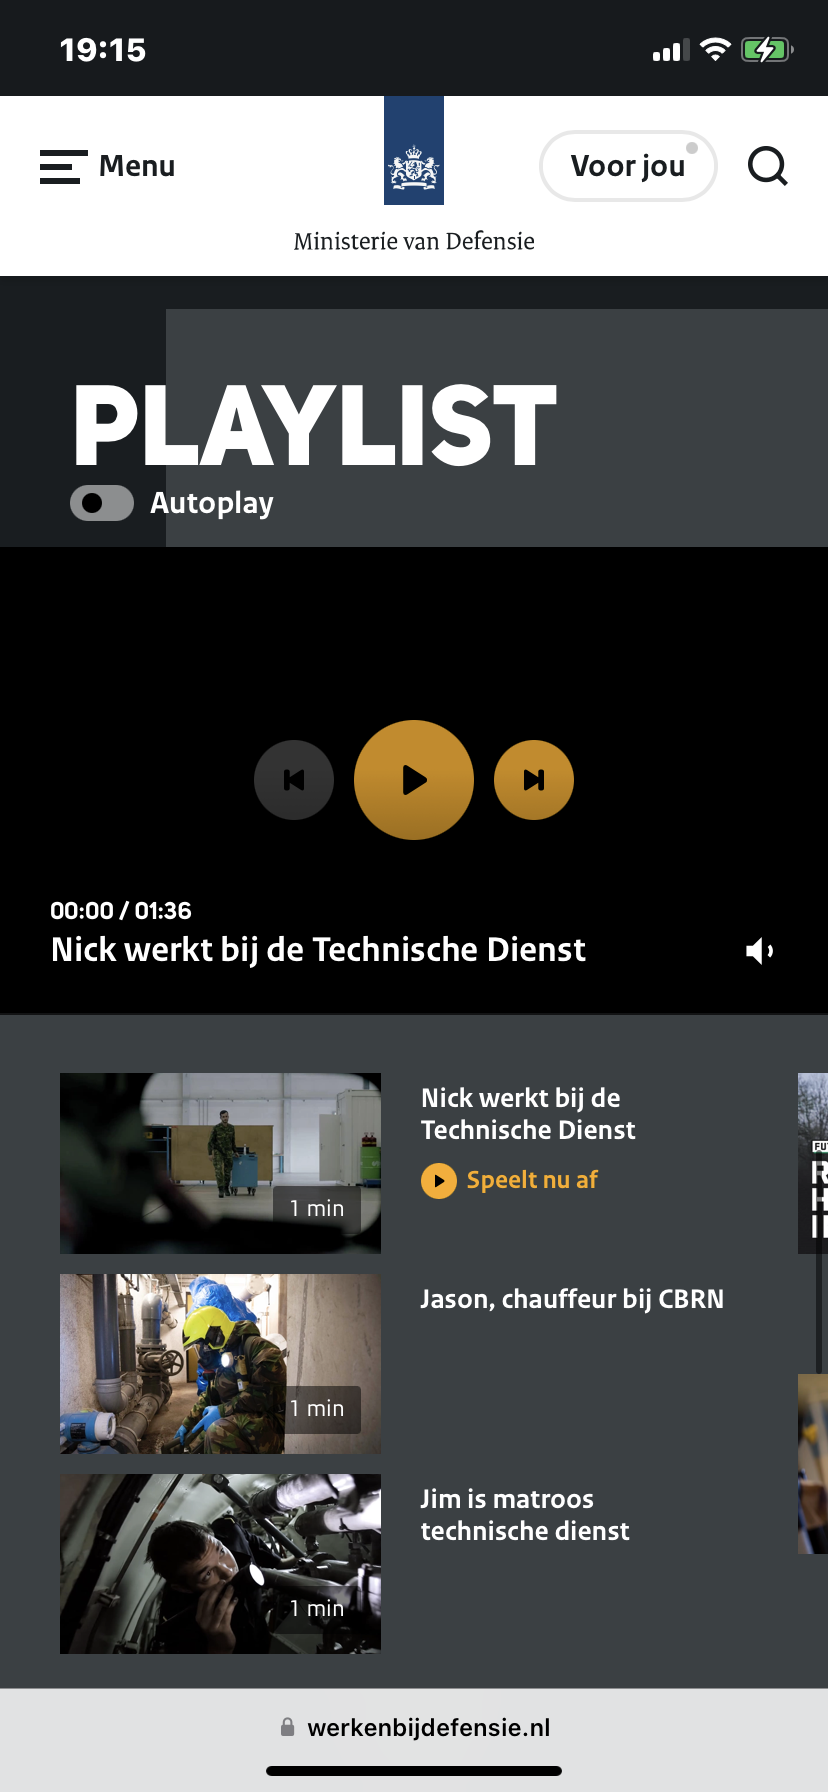 19:15
Menu
Voor jou
Ministerie van Defensie
PLAYLIST
Autoplay
00:00 / 01:36
Nick werkt bij de Technische Dienst
1 min
Nick werkt bij de
Technische Dienst
Speelt nu af
1 min
Jason, chauffeur bij CBRN
1 min
Jim is matroos
technische dienst
werkenbijdefensie.nl